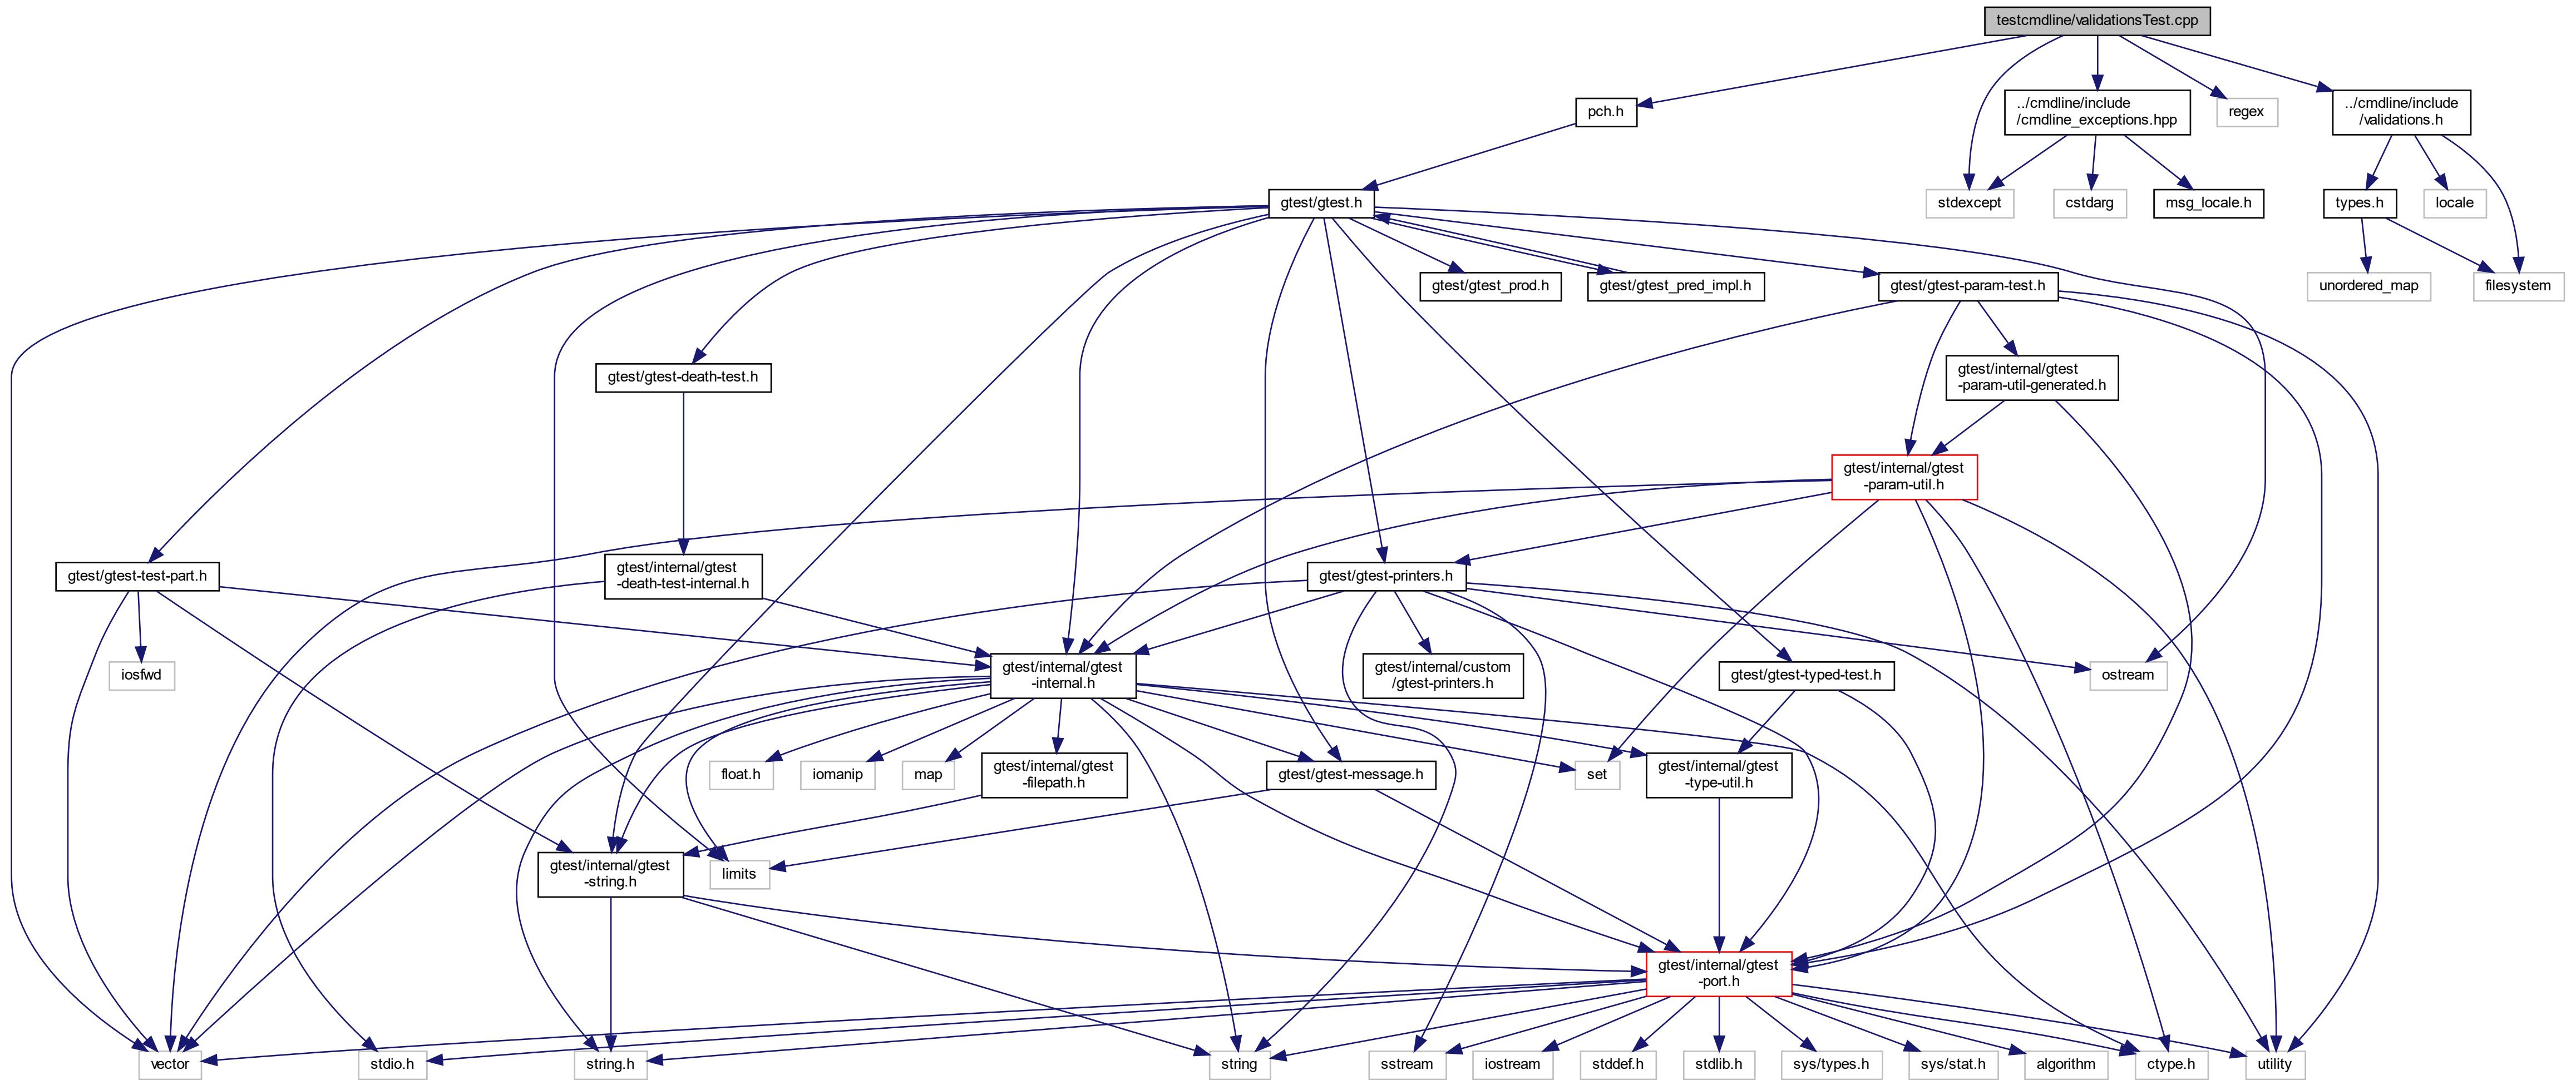 testcmdline/validationsTest.cpp
pch.h
../cmdline/include
/cmdline_exceptions.hpp
regex
../cmdline/include
/validations.h
gtest/gtest.h
stdexcept
cstdarg
msg_locale.h
types.h
locale
gtest/gtest_prod.h
gtest/gtest_pred_impl.h
gtest/gtest-param-test.h
unordered_map
filesystem
gtest/gtest-death-test.h
gtest/internal/gtest
-param-util-generated.h
gtest/internal/gtest
-param-util.h
gtest/gtest-test-part.h
gtest/internal/gtest
-death-test-internal.h
gtest/gtest-printers.h
iosfwd
gtest/internal/gtest
-internal.h
gtest/internal/custom
/gtest-printers.h
gtest/gtest-typed-test.h
ostream
float.h
iomanip
map
gtest/internal/gtest
-filepath.h
gtest/gtest-message.h
set
gtest/internal/gtest
-type-util.h
gtest/internal/gtest
-string.h
limits
gtest/internal/gtest
-port.h
vector
stdio.h
string.h
string
sstream
iostream
stddef.h
stdlib.h
sys/types.h
sys/stat.h
algorithm
ctype.h
utility